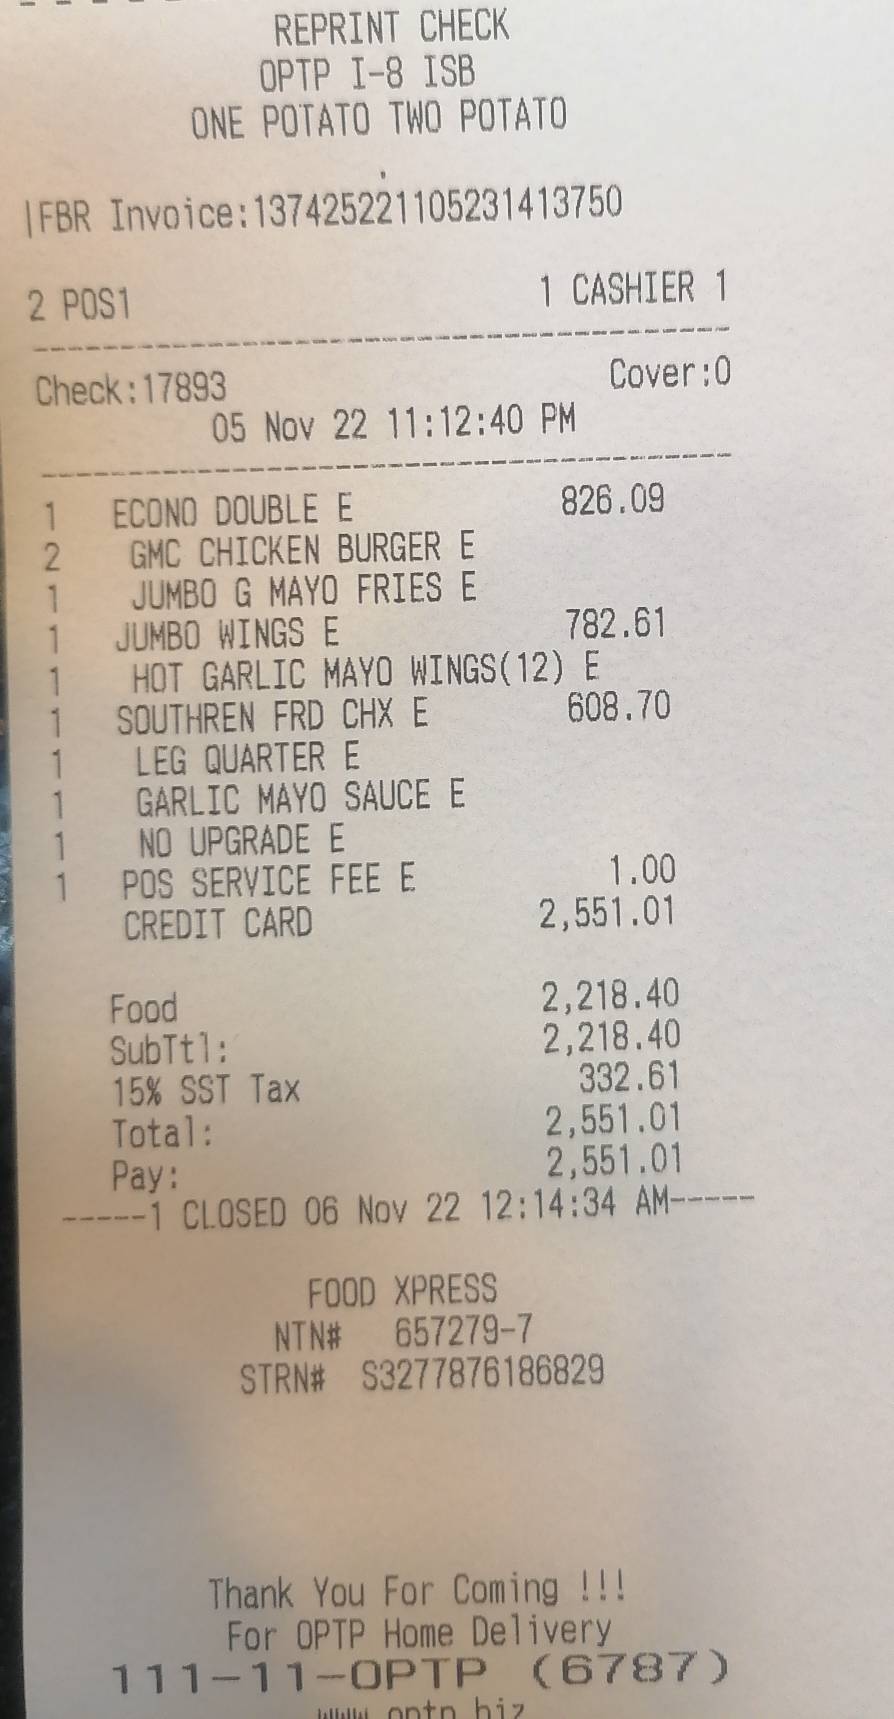 REPRINT CHECK
OPTP I-8 ISB
ONE POTATO TWO POTATO
|FBR Invoice:137425221105231413750
2 POS1 1 CASHIER 1
Check:17893 Cover:0
05 Nov 22 11:12:40 PM
1 ECONO DOUBLE E 826.09
2 GMC CHICKEN BURGER E
1 JUMBO G MAYO FRIES E
1 JUMBO WINGS E 782.61
1 HOT GARLIC MAYO WINGS(12) E
1 SOUTHREN FRD CHX E 608.70
1 LEG QUARTER E
1 GARLIC MAYO SAUCE E
1 NO UPGRADE E
1 POS SERVICE FEE E 1.00
CREDIT CARD 2,551.01
Food 2,218.40
SubTtl: 2,218.40
15% SST Tax 332.61
Total: 2,551.01
Pay: 2,551.01
-----1 CLOSED 06 Nov 22 12:14:34 AM-----
FOOD XPRESS
NTN# 657279-7
STRN# S3277876186829
Thank You For Coming !!!
For OPTP Home Delivery
111-11-OPTP (6787)
www.optp.biz